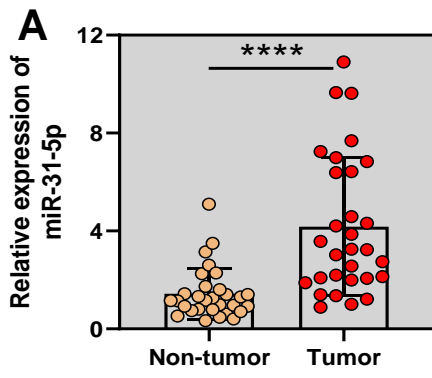 A
Relative expression of
miR-31-5p
12
8
4
0
****
Non-tumor
Tumor